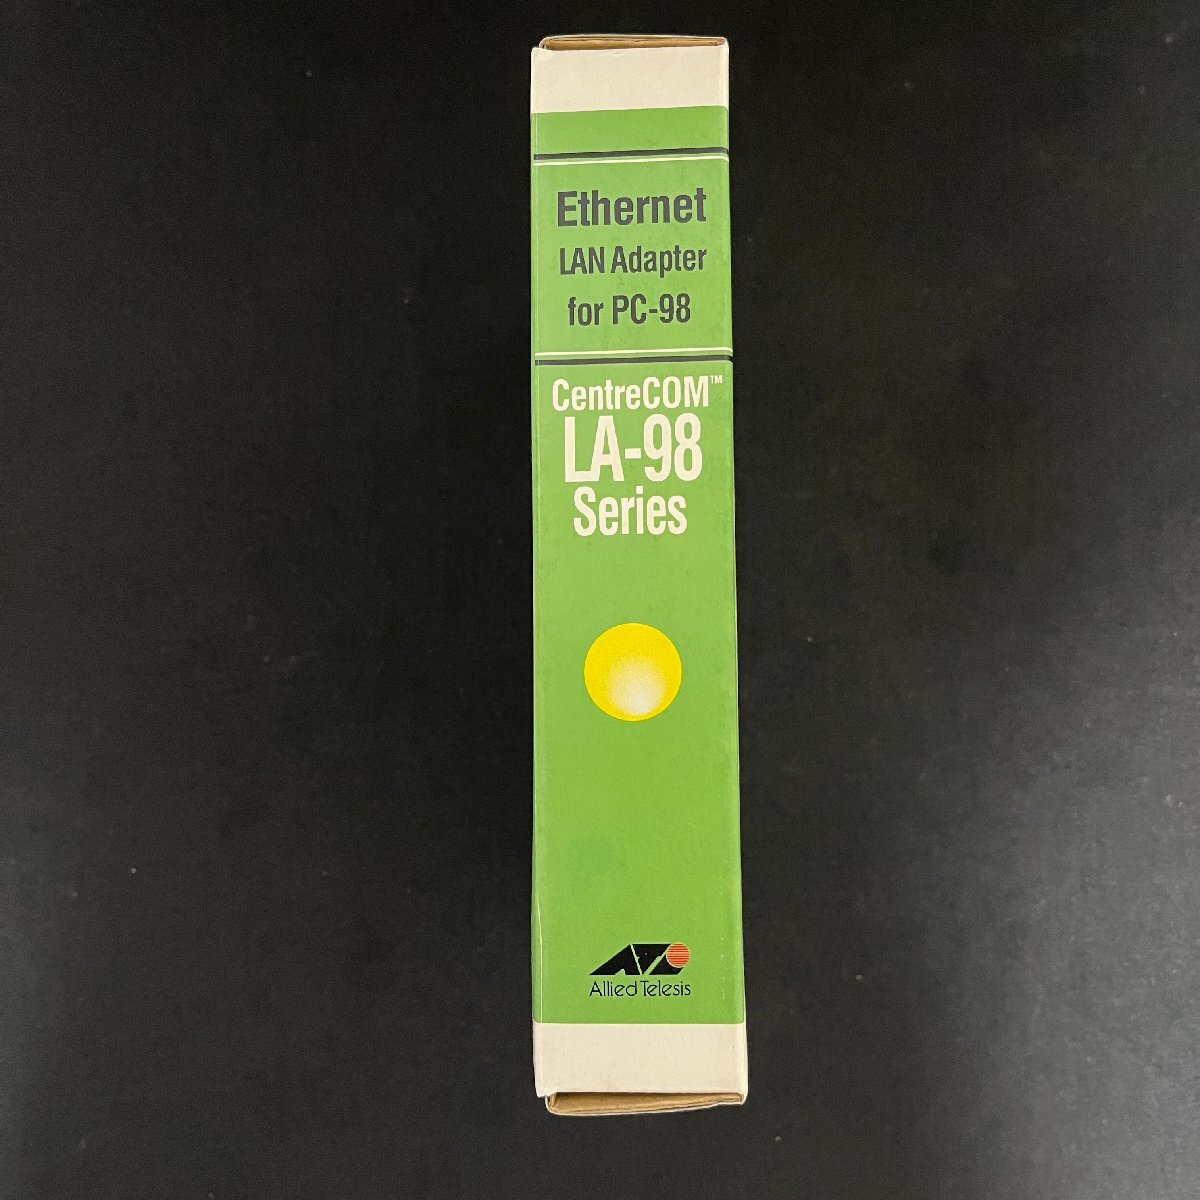 Ethernet
LAN Adapter
for PC-98
CentreCOM™
LA-98
Series
Allied Telesis